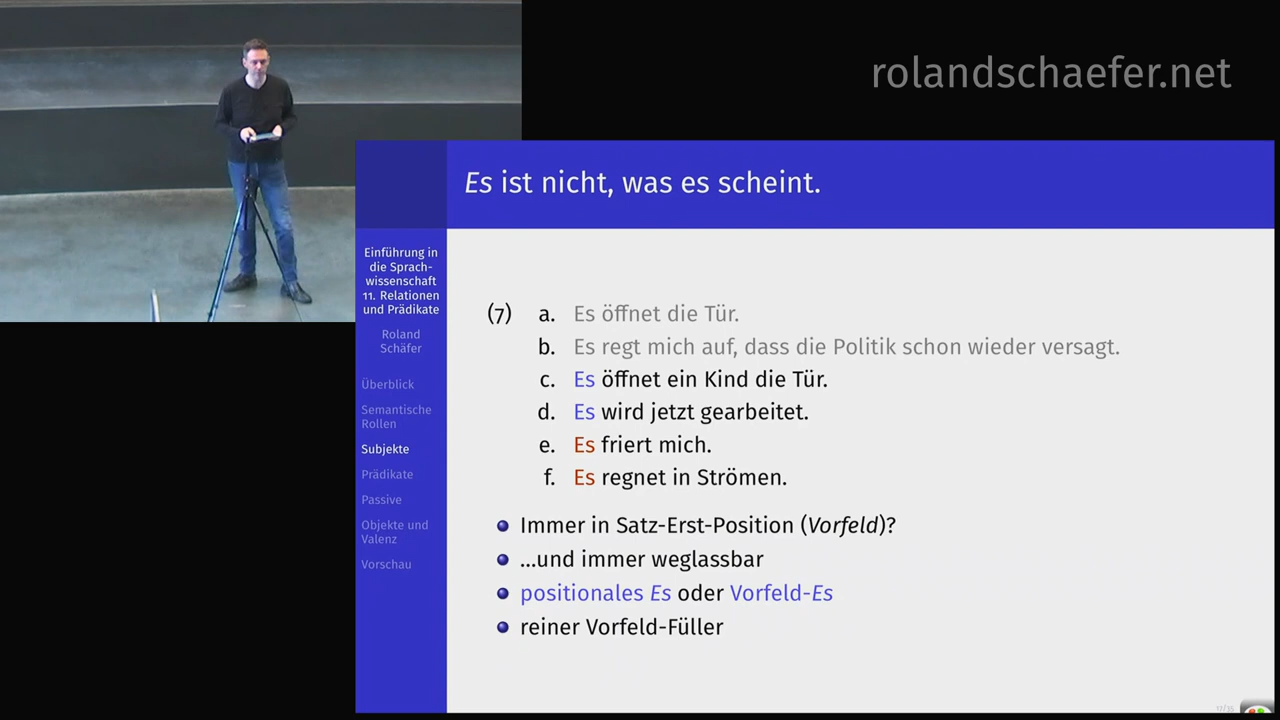 rolandschaefer.net
Es ist nicht, was es scheint.
Einführung in
die Sprach-
wissenschaft
11. Relationen
und Prädikate
Roland
Schäfer
Überblick
Semantische
Rollen
Subjekte
Prädikate
Passive
Objekte und
Valenz
Vorschau
(7) a. Es öffnet die Tür.
b. Es regt mich auf, dass die Politik schon wieder versagt.
c. Es öffnet ein Kind die Tür.
d. Es wird jetzt gearbeitet.
e. Es friert mich.
f. Es regnet in Strömen.
Immer in Satz-Erst-Position (Vorfeld)?
…und immer weglassbar
positionales Es oder Vorfeld-Es
reiner Vorfeld-Füller